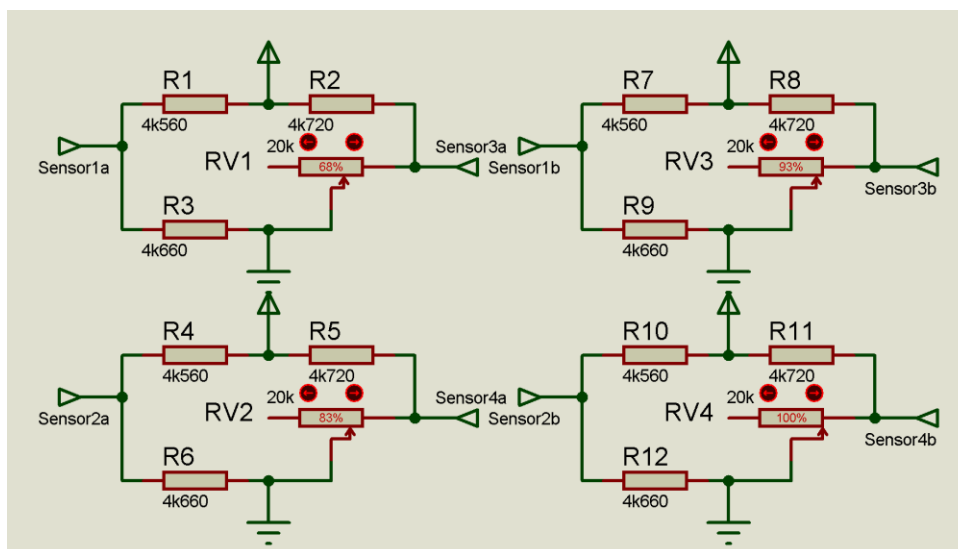 R1
4k560
R2
4k720
Sensor1a
20k
RV1
68%
Sensor3a
R3
4k660
R7
4k560
R8
4k720
Sensor1b
20k
RV3
93%
Sensor3b
R9
4k660
R4
4k560
R5
4k720
Sensor2a
20k
RV2
83%
Sensor4a
R6
4k660
R10
4k560
R11
4k720
Sensor2b
20k
RV4
100%
Sensor4b
R12
4k660